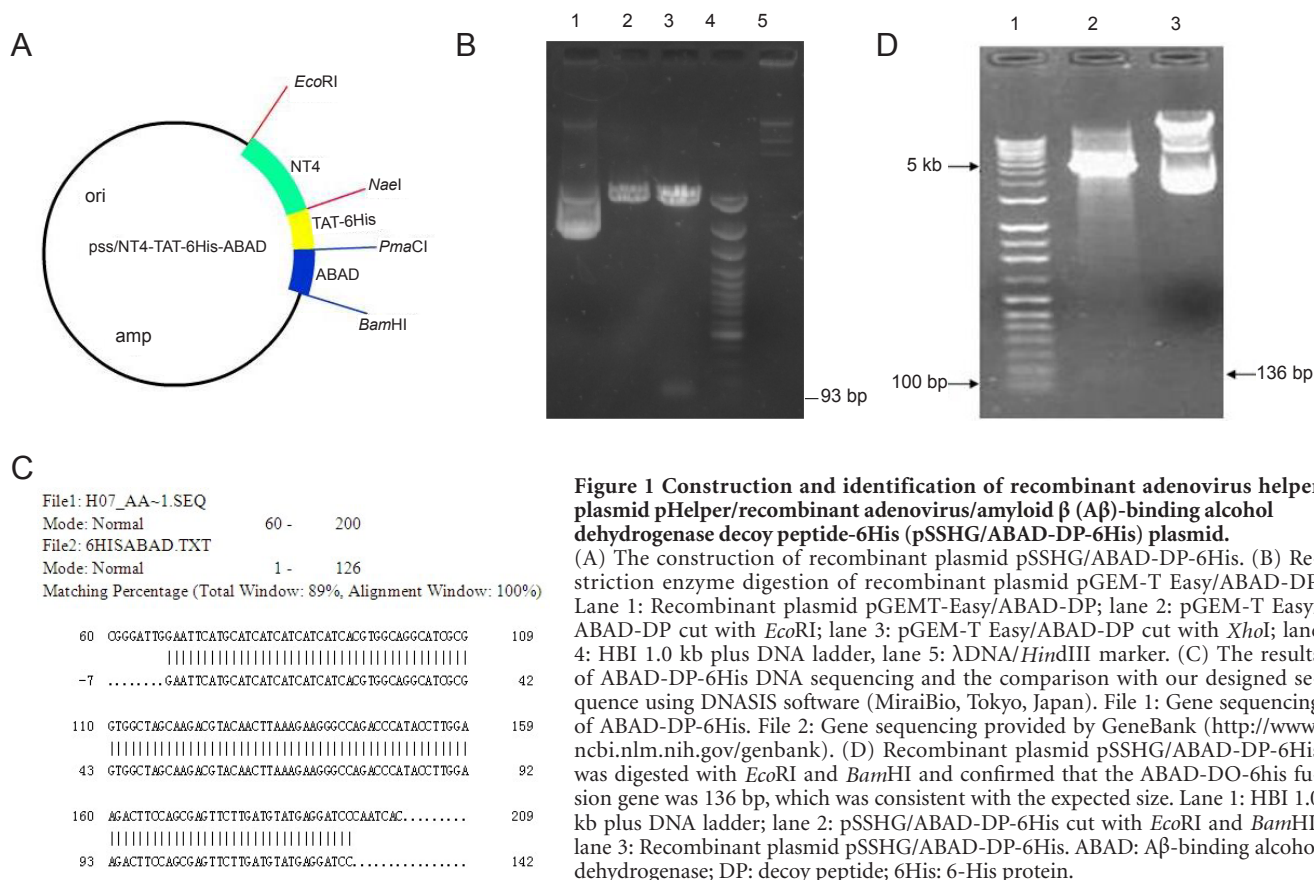 A
EcoRI
NT4
NaeI
TAT-6His
PmaCI
ABAD
BamHI
ori
pss/NT4-TAT-6His-ABAD
amp
B
1 2 3 4 5
93 bp
D
1 2 3
5 kb
100 bp
136 bp
C
File1: H07_AA~1.SEQ
Mode: Normal 60 - 200
File2: 6HISABAD.TXT
Mode: Normal 1 - 126
Matching Percentage (Total Window: 89%, Alignment Window: 100%)
60 CGGGATTGGAATTCATGCATCATCATCATCATCACGTGGCAGGCATCGCG 109
-7 ........GAATTCATGCATCATCATCATCATCACGTGGCAGGCATCGCG 42
110 GTGGCTAGCAAGACGTACAACTTAAAGAAGGGCCAGACCCATACCTTGGA 159
43 GTGGCTAGCAAGACGTACAACTTAAAGAAGGGCCAGACCCATACCTTGGA 92
160 AGACTTCCAGCGAGTTCTTGATGTATGAGGATCCCAATCAC......... 209
93 AGACTTCCAGCGAGTTCTTGATGTATGAGGATCC................ 142
Figure 1 Construction and identification of recombinant adenovirus helper
plasmid pHelper/recombinant adenovirus/amyloid β (Aβ)-binding alcohol
dehydrogenase decoy peptide-6His (pSSHG/ABAD-DP-6His) plasmid.
(A) The construction of recombinant plasmid pSSHG/ABAD-DP-6His. (B) Re
striction enzyme digestion of recombinant plasmid pGEM-T Easy/ABAD-DP
Lane 1: Recombinant plasmid pGEMT-Easy/ABAD-DP; lane 2: pGEM-T Easy
ABAD-DP cut with EcoRI; lane 3: pGEM-T Easy/ABAD-DP cut with XhoI; lane
4: HBI 1.0 kb plus DNA ladder, lane 5: λDNA/HindIII marker. (C) The result
of ABAD-DP-6His DNA sequencing and the comparison with our designed se
quence using DNASIS software (MiraiBio, Tokyo, Japan). File 1: Gene sequencing
of ABAD-DP-6His. File 2: Gene sequencing provided by GeneBank (http://www
ncbi.nlm.nih.gov/genbank). (D) Recombinant plasmid pSSHG/ABAD-DP-6His
was digested with EcoRI and BamHI and confirmed that the ABAD-DO-6his fu
sion gene was 136 bp, which was consistent with the expected size. Lane 1: HBI 1.0
kb plus DNA ladder; lane 2: pSSHG/ABAD-DP-6His cut with EcoRI and BamHI
lane 3: Recombinant plasmid pSSHG/ABAD-DP-6His. ABAD: Aβ-binding alcoho
dehydrogenase; DP: decoy peptide; 6His: 6-His protein.